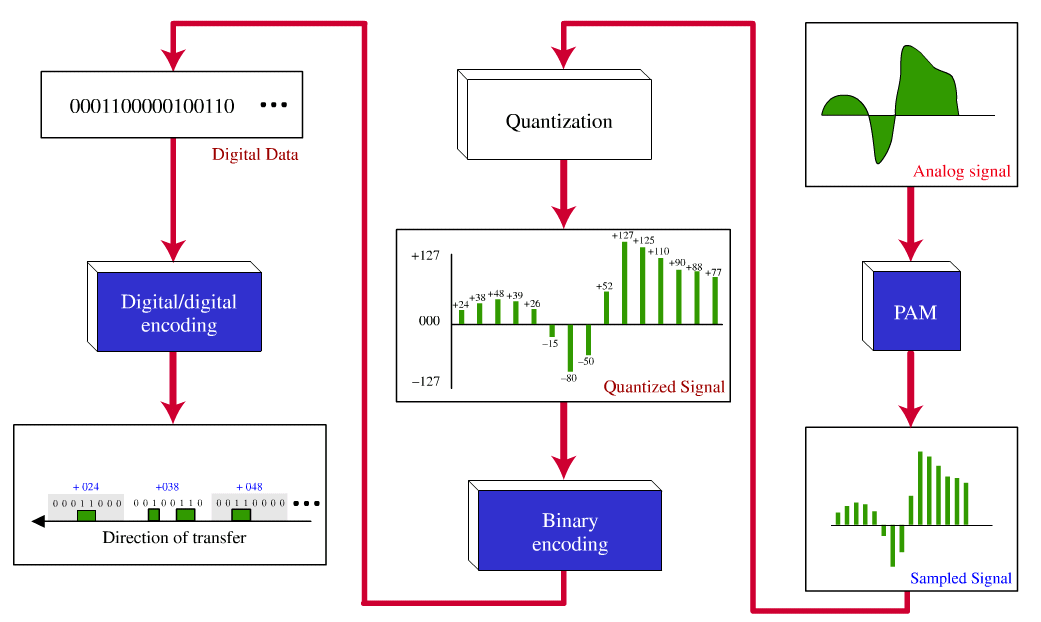 0001100000100110 •••
Digital Data
Digital/digital
encoding
+ 024 +038 + 048
0 0 0 1 1 0 0 0 0 0 1 0 0 1 1 0 0 0 1 1 0 0 0 0 •••
Direction of transfer
Quantization
+127
000
–127
+24
+38
+48
+39
+26
–15
–80
–50
+52
+127
+125
+110
+90
+88
+77
Quantized Signal
Binary
encoding
Analog signal
PAM
Sampled Signal